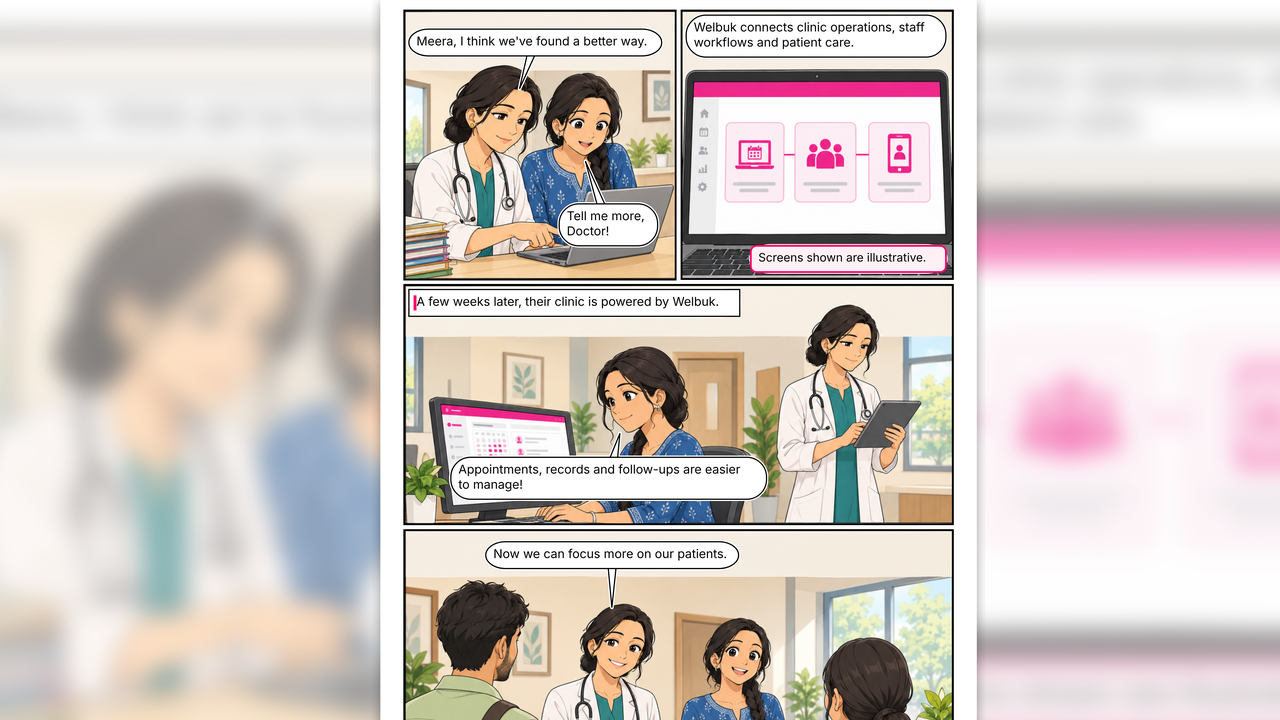 Meera, I think we've found a better way.
Tell me more,
Doctor!
Welbuk connects clinic operations, staff
workflows and patient care.
Screens shown are illustrative.
A few weeks later, their clinic is powered by Welbuk.
Appointments, records and follow-ups are easier
to manage!
Now we can focus more on our patients.